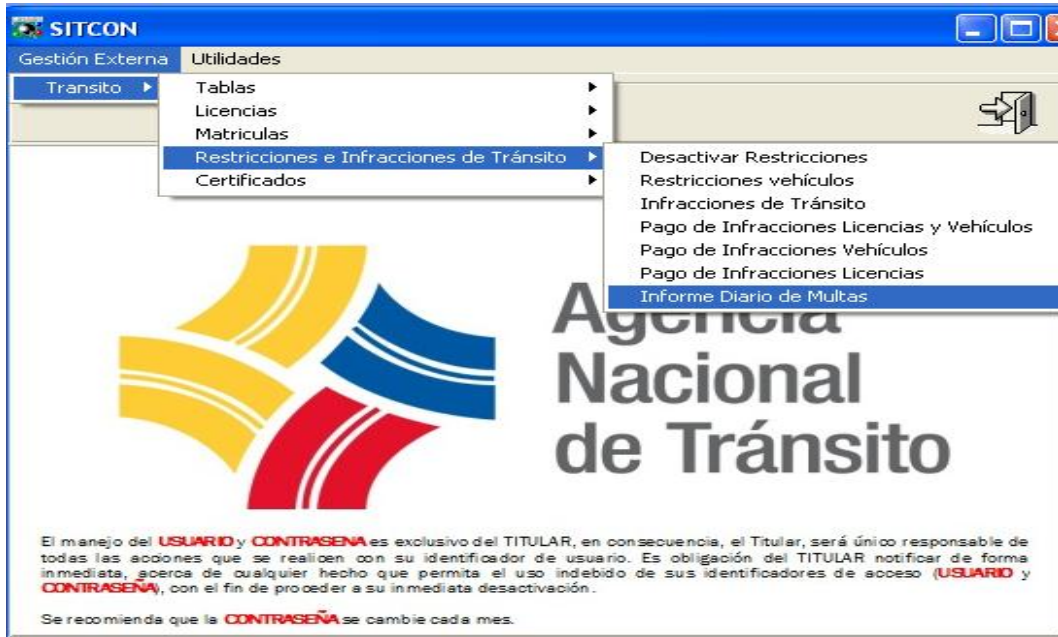 SITCON
Gestión Externa Utilidades
Transito
Tablas
Licencias
Matriculas
Restricciones e Infracciones de Tránsito
Certificados
Desactivar Restricciones
Restricciones vehículos
Infracciones de Tránsito
Pago de Infracciones Licencias y Vehículos
Pago de Infracciones Vehículos
Pago de Infracciones Licencias
Informe Diario de Multas
Agencia
Nacional
de Tránsito
El manejo del USUARIO y CONTRASEÑA es exclusivo del TITULAR, en consecuencia, el Titular, será único responsable de
todas las acciones que se realicen con su identificador de usuario. Es obligación del TITULAR notificar de forma
inmediata, acerca de cualquier hecho que permita el uso indebido de sus identificadores de acceso (USUARIO y
CONTRASEÑA), con el fin de proceder a su inmediata desactivación.
Se recomienda que la CONTRASEÑA se cambie cada mes.